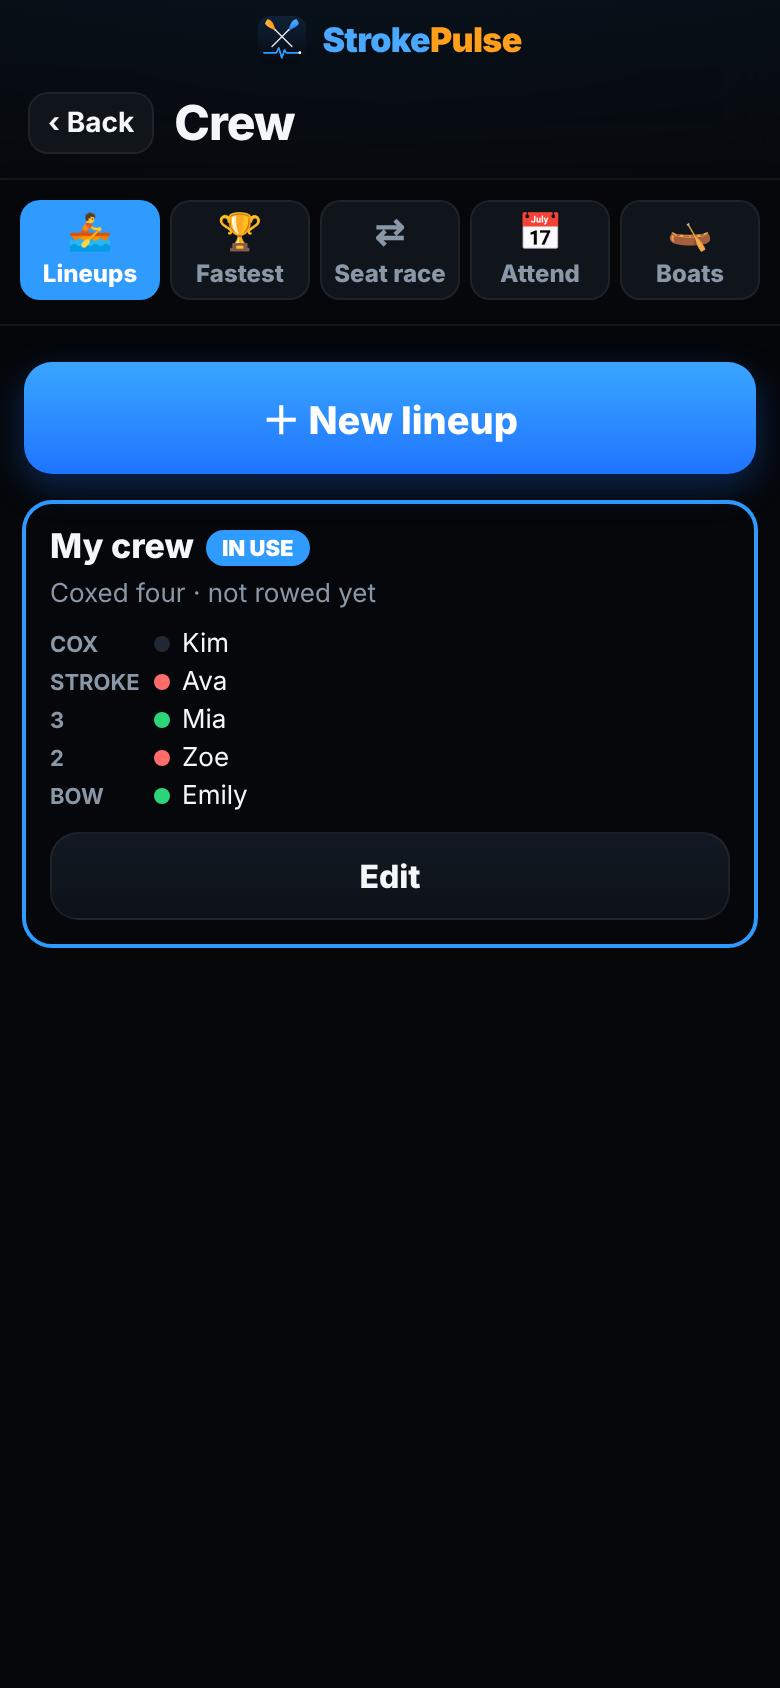 StrokePulse
‹ Back
Crew
Lineups
Fastest
⇄
Seat race
July
17
Attend
Boats
+ New lineup
My crew IN USE
Coxed four · not rowed yet
COX Kim
STROKE Ava
3 Mia
2 Zoe
BOW Emily
Edit